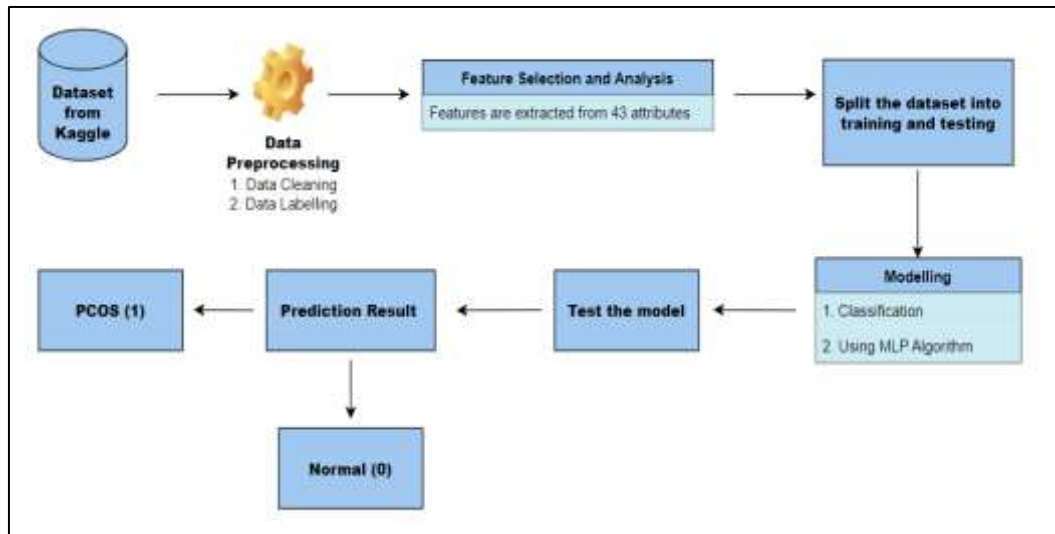 Dataset
from
Kaggle
Data
Preprocessing
1. Data Cleaning
2. Data Labelling
Feature Selection and Analysis
Features are extracted from 43 attributes
Split the dataset into
training and testing
Modelling
1. Classification
2. Using MLP Algorithm
Test the model
Prediction Result
PCOS (1)
Normal (0)